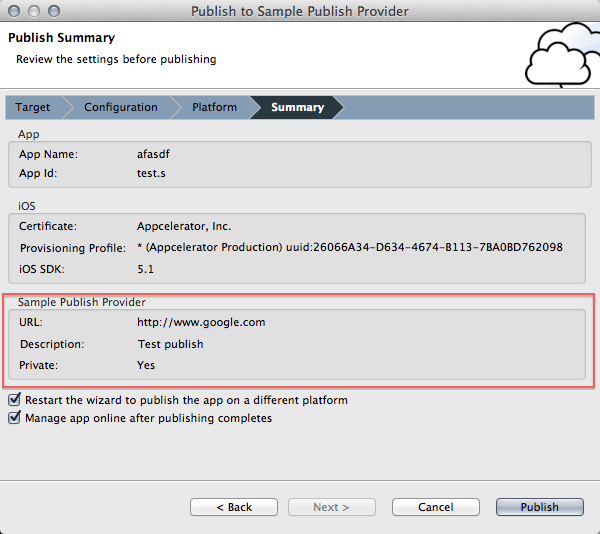 Publish to Sample Publish Provider
Publish Summary
Review the settings before publishing
Target Configuration Platform Summary
App
App Name: afasdf
App Id: test.s
iOS
Certificate: Appcelerator, Inc.
Provisioning Profile: * (Appcelerator Production) uuid:26066A34-D634-4674-B113-7BA0BD762098
iOS SDK: 5.1
Sample Publish Provider
URL: http://www.google.com
Description: Test publish
Private: Yes
Restart the wizard to publish the app on a different platform
Manage app online after publishing completes
< Back Next > Cancel Publish